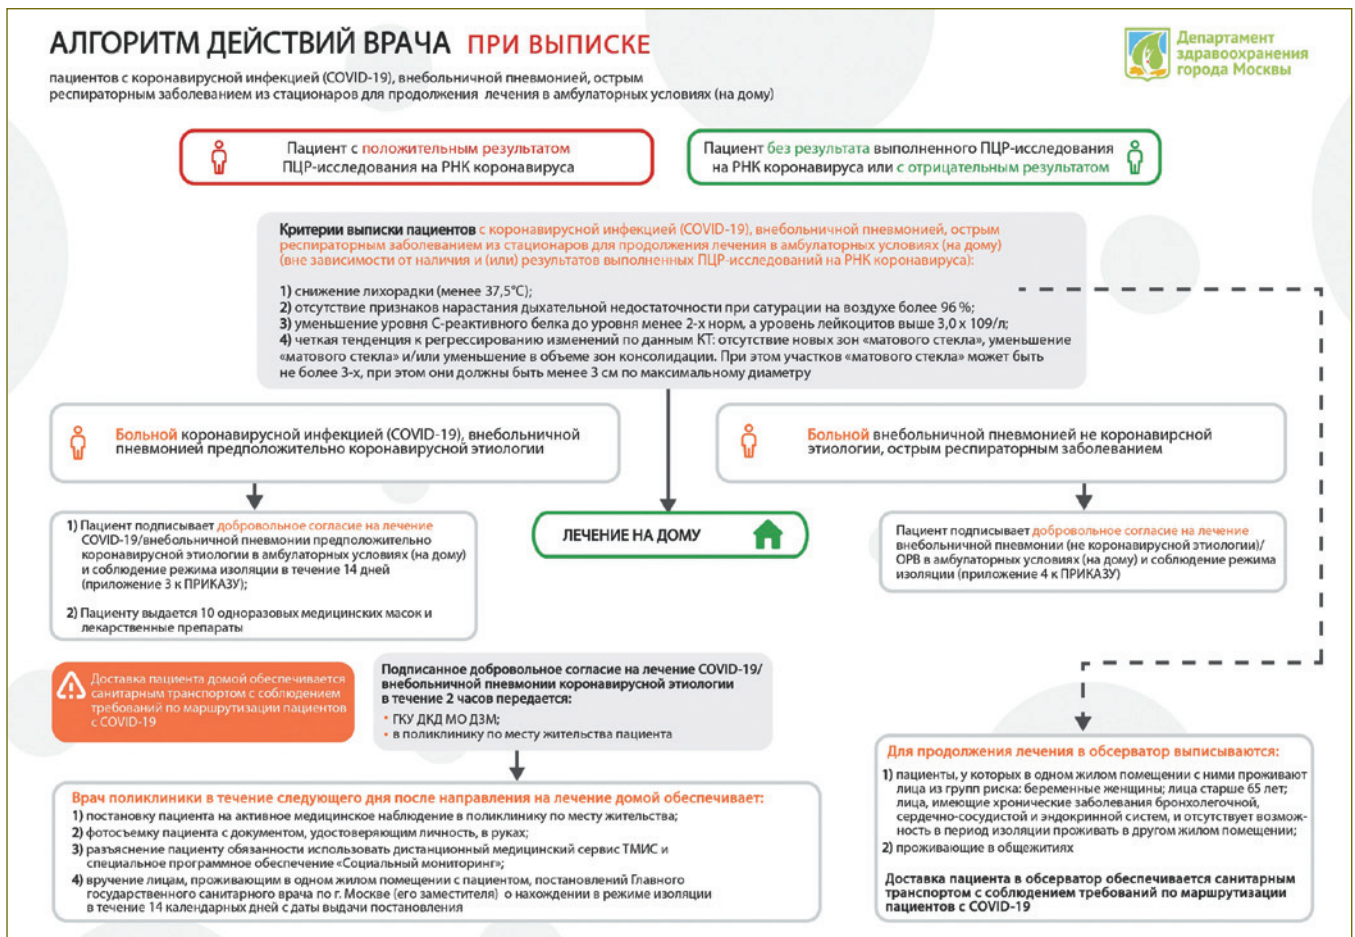 АЛГОРИТМ ДЕЙСТВИЙ ВРАЧА ПРИ ВЫПИСКЕ
пациентов с коронавирусной инфекцией (COVID-19), внебольничной пневмонией, острым
респираторным заболеванием из стационаров для продолжения лечения в амбулаторных условиях (на дому)
Департамент
здравоохранения
города Москвы
Пациент с положительным результатом
ПЦР-исследования на РНК коронавируса
Пациент без результата выполненного ПЦР-исследования
на РНК коронавируса или с отрицательным результатом
Критерии выписки пациентов с коронавирусной инфекцией (COVID-19), внебольничной пневмонией, острым
респираторным заболеванием из стационаров для продолжения лечения в амбулаторных условиях (на дому)
(вне зависимости от наличия и (или) результатов выполненных ПЦР-исследований на РНК коронавируса):
1) снижение лихорадки (менее 37,5°C);
2) отсутствие признаков нарастания дыхательной недостаточности при сатурации на воздухе более 96 %;
3) уменьшение уровня С-реактивного белка до уровня менее 2-х норм, а уровень лейкоцитов выше 3,0 х 109/л;
4) четкая тенденция к регрессированию изменений по данным КТ: отсутствие новых зон «матового стекла», уменьшение
«матового стекла» и/или уменьшение в объеме зон консолидации. При этом участков «матового стекла» может быть
не более 3-х, при этом они должны быть менее 3 см по максимальному диаметру
Больной коронавирусной инфекцией (COVID-19), внебольничной
пневмонией предположительно коронавирусной этиологии
Больной внебольничной пневмонией не коронавирсной
этиологии, острым респираторным заболеванием
1) Пациент подписывает добровольное согласие на лечение
COVID-19/внебольничной пневмонии предположительно
коронавирусной этиологии в амбулаторных условиях (на дому)
и соблюдение режима изоляции в течение 14 дней
(приложение 3 к ПРИКАЗУ);
2) Пациенту выдается 10 одноразовых медицинских масок и
лекарственные препараты
ЛЕЧЕНИЕ НА ДОМУ
Пациент подписывает добровольное согласие на лечение
внебольничной пневмонии (не коронавирусной этиологии)/
ОРВ в амбулаторных условиях (на дому) и соблюдение режима
изоляции (приложение 4 к ПРИКАЗУ)
Доставка пациента домой обеспечивается
санитарным транспортом с соблюдением
требований по маршрутизации пациентов
с COVID-19
Подписанное добровольное согласие на лечение COVID-19/
внебольничной пневмонии коронавирусной этиологии
в течение 2 часов передается:
• ГКУ ДКД МО ДЗМ;
• в поликлинику по месту жительства пациента
Врач поликлиники в течение следующего дня после направления на лечение домой обеспечивает:
1) постановку пациента на активное медицинское наблюдение в поликлинику по месту жительства;
2) фотосъемку пациента с документом, удостоверяющим личность, в руках;
3) разъяснение пациенту обязанности использовать дистанционный медицинский сервис ТМИС и
специальное программное обеспечение «Социальный мониторинг»;
4) вручение лицам, проживающим в одном жилом помещении с пациентом, постановлений Главного
государственного санитарного врача по г. Москве (его заместителя) о нахождении в режиме изоляции
в течение 14 календарных дней с даты выдачи постановления
Для продолжения лечения в обсерватор выписываются:
1) пациенты, у которых в одном жилом помещении с ними проживают
лица из групп риска: беременные женщины; лица старше 65 лет;
лица, имеющие хронические заболевания бронхолегочной,
сердечно-сосудистой и эндокринной систем, и отсутствует возмож-
ность в период изоляции проживать в другом жилом помещении;
2) проживающие в общежитиях
Доставка пациента в обсерватор обеспечивается санитарным
транспортом с соблюдением требований по маршрутизации
пациентов с COVID-19